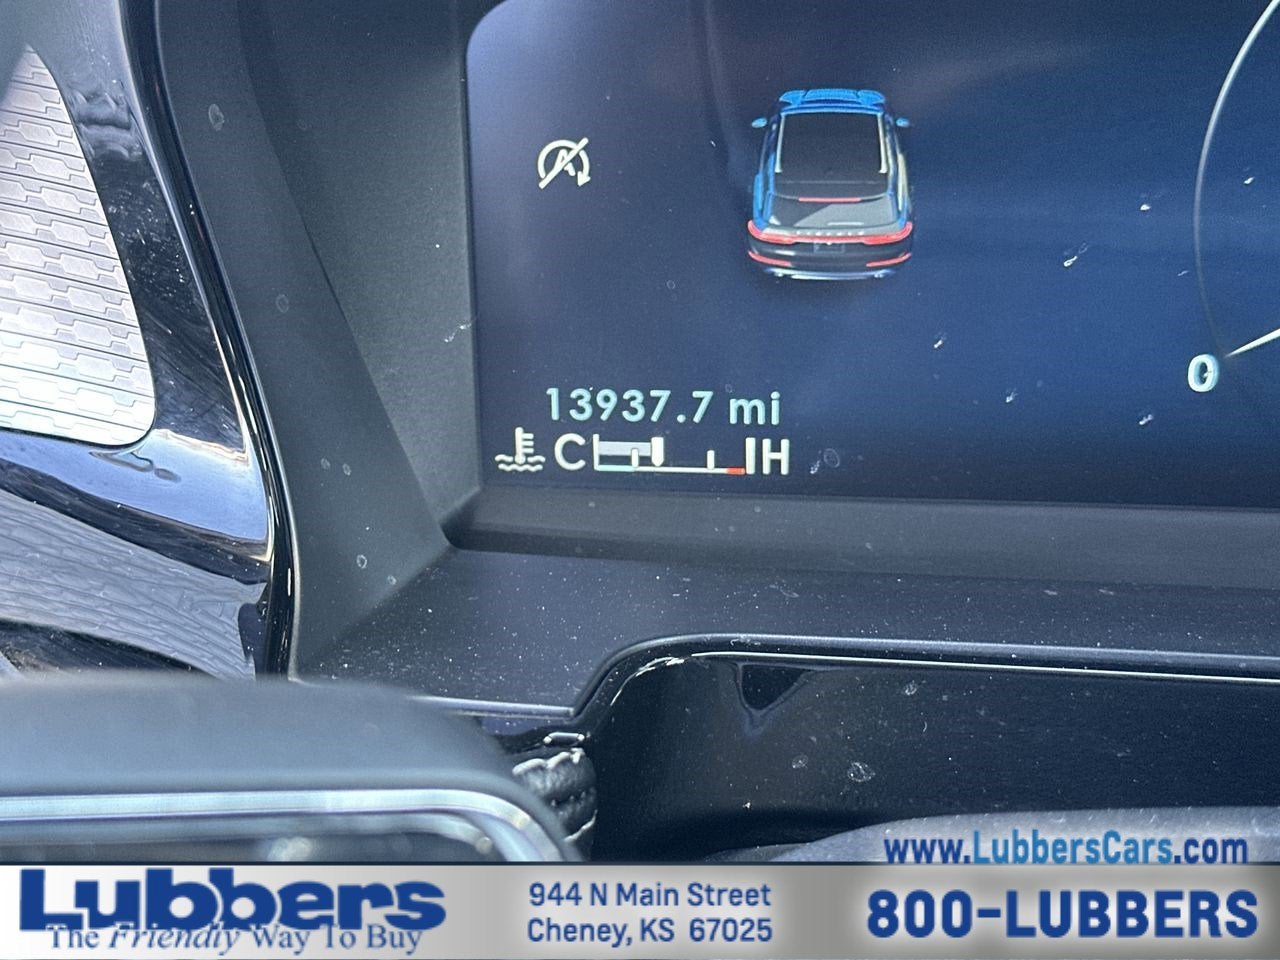 A
13937.7 mi
C H
0
www.LubbersCars.com
Lubbers
The Friendly Way To Buy
944 N Main Street
Cheney, KS 67025
800-LUBBERS